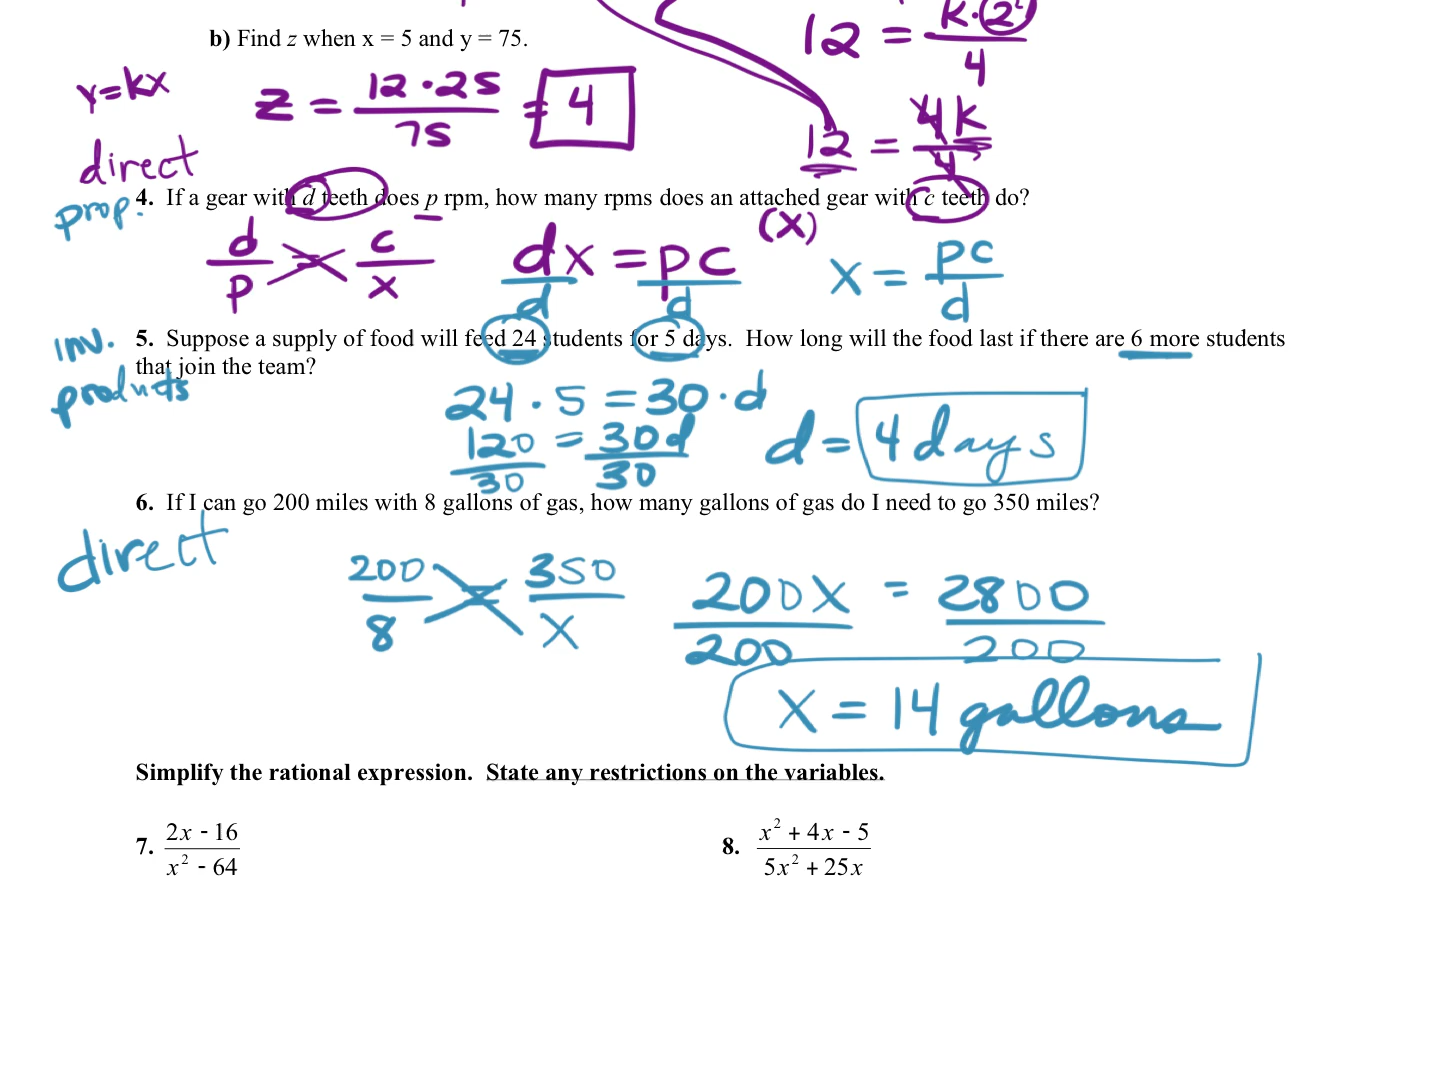 12 = k·(2²)
4
b) Find z when x = 5 and y = 75.
y=kx
z = 12·25 = 4
75
12 = 4k
4
direct
prop.
4. If a gear with d teeth does p rpm, how many rpms does an attached gear with c teeth do?
(x)
d c
p x
dx = pc
d d
x = pc
d
inv.
products
5. Suppose a supply of food will feed 24 students for 5 days. How long will the food last if there are 6 more students
that join the team?
24 · 5 = 30 · d
120 = 30d
30 30
d = 4 days
6. If I can go 200 miles with 8 gallons of gas, how many gallons of gas do I need to go 350 miles?
direct
200 = 350
8 x
200x = 2800
200 200
x = 14 gallons
Simplify the rational expression. State any restrictions on the variables.
7. 2x - 16
x² - 64
8. x² + 4x - 5
5x² + 25x